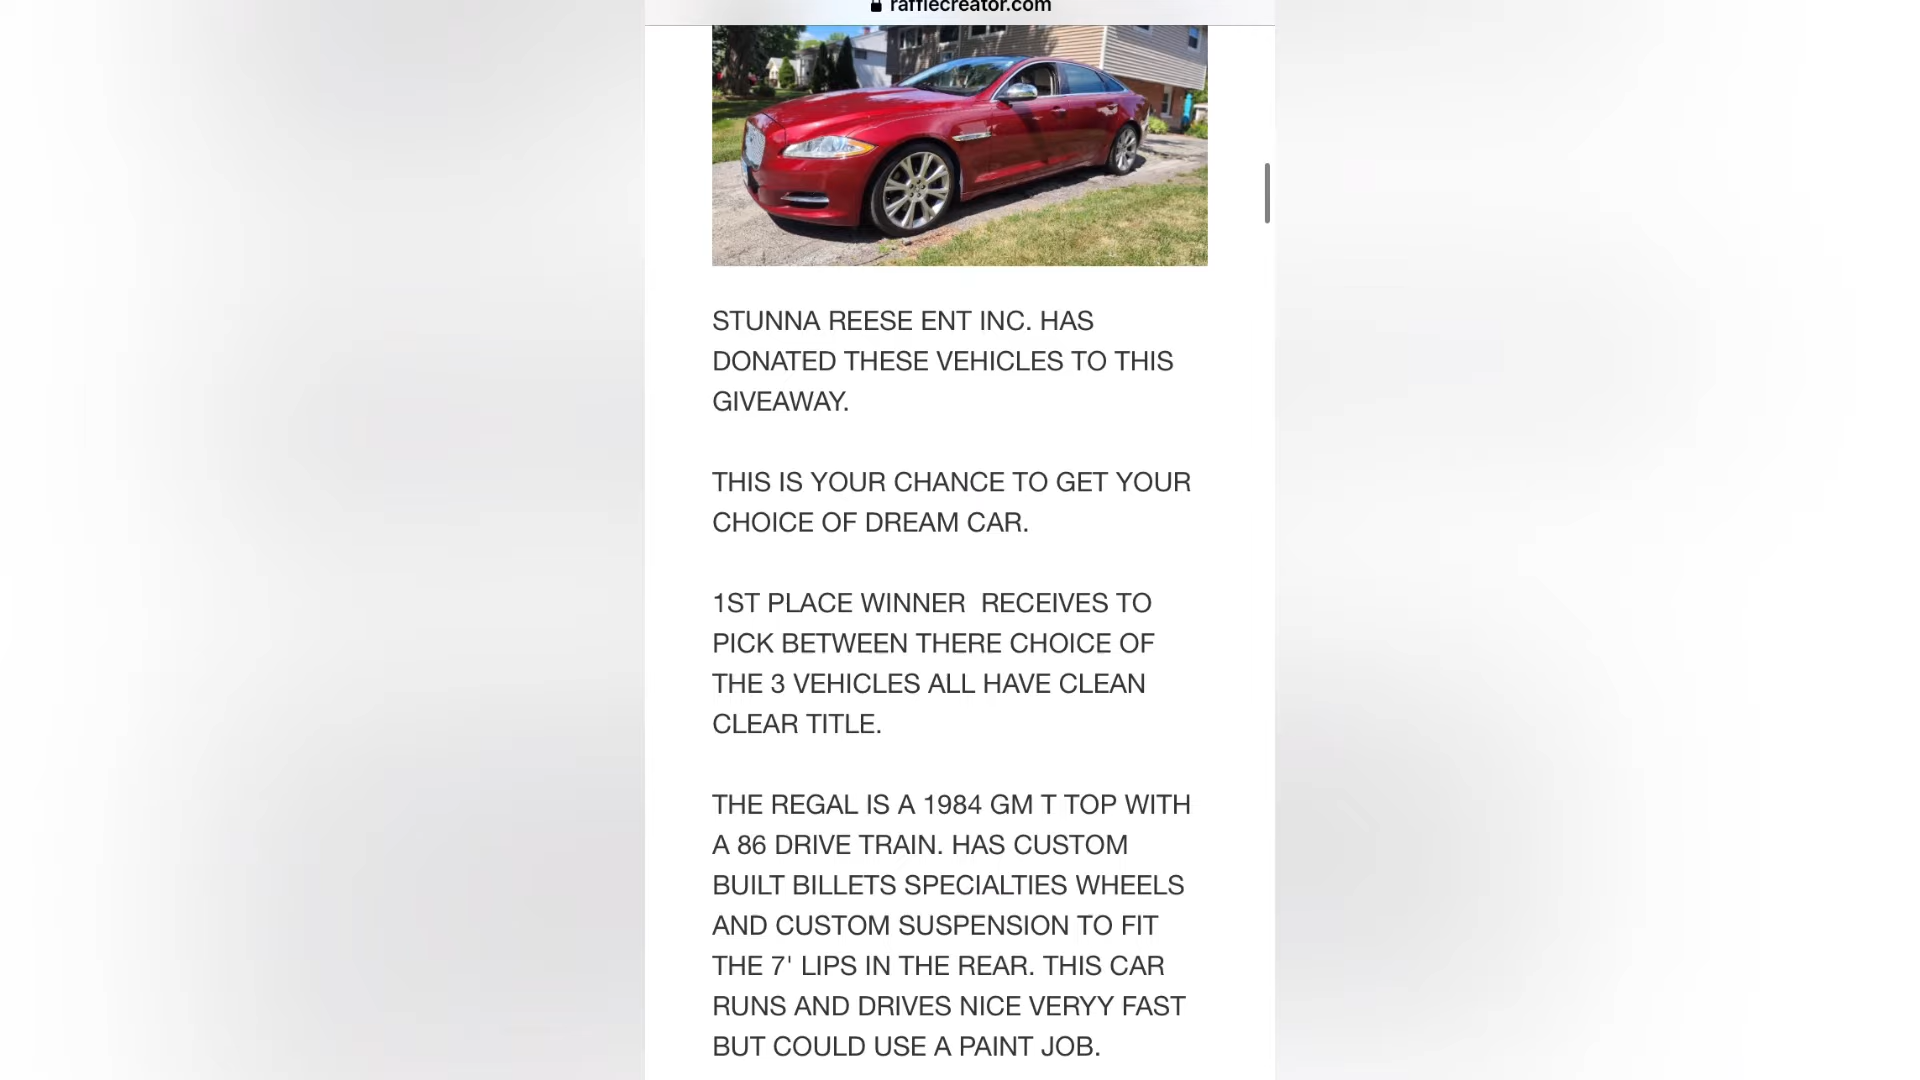 rafflecreator.com
STUNNA REESE ENT INC. HAS
DONATED THESE VEHICLES TO THIS
GIVEAWAY.
THIS IS YOUR CHANCE TO GET YOUR
CHOICE OF DREAM CAR.
1ST PLACE WINNER  RECEIVES TO
PICK BETWEEN THERE CHOICE OF
THE 3 VEHICLES ALL HAVE CLEAN
CLEAR TITLE.
THE REGAL IS A 1984 GM T TOP WITH
A 86 DRIVE TRAIN. HAS CUSTOM
BUILT BILLETS SPECIALTIES WHEELS
AND CUSTOM SUSPENSION TO FIT
THE 7' LIPS IN THE REAR. THIS CAR
RUNS AND DRIVES NICE VERYY FAST
BUT COULD USE A PAINT JOB.